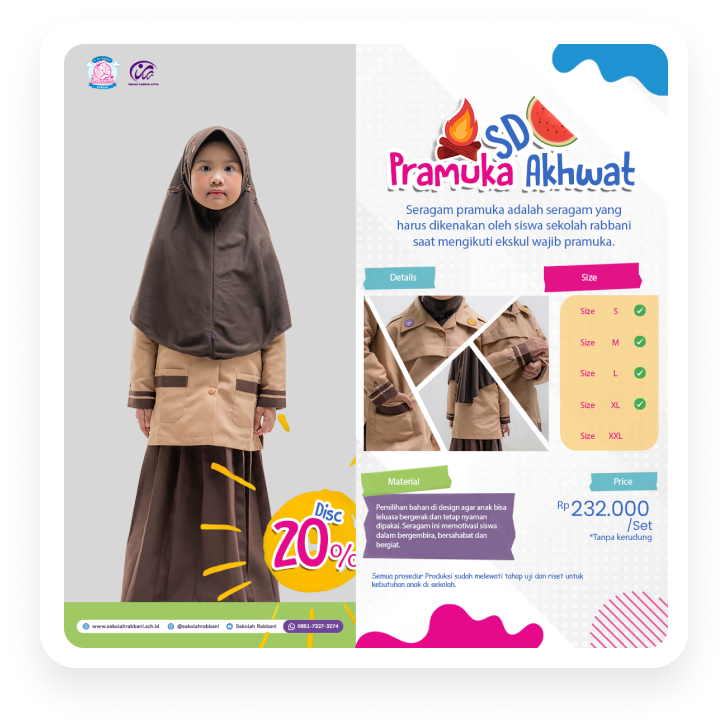 SD
Pramuka Akhwat
Seragam pramuka adalah seragam yang
harus dikenakan oleh siswa sekolah rabbani
saat mengikuti ekskul wajib pramuka.
Details
Size
Size S
Size M
Size L
Size XL
Size XXL
Material
Pemilihan bahan di design agar anak bisa
leluasa bergerak dan tetap nyaman
dipakai. Seragam ini memotivasi siswa
dalam bergembira, bersahabat dan
bergiat.
Price
Rp 232.000
/Set
*Tanpa kerudung
Semua prosedur Produksi sudah melewati tahap uji dan riset untuk
kebutuhan anak di sekolah.
Disc
20%
www.sekolahrabbani.sch.id @sekolahrabbani Sekolah Rabbani 0851-7327-3274